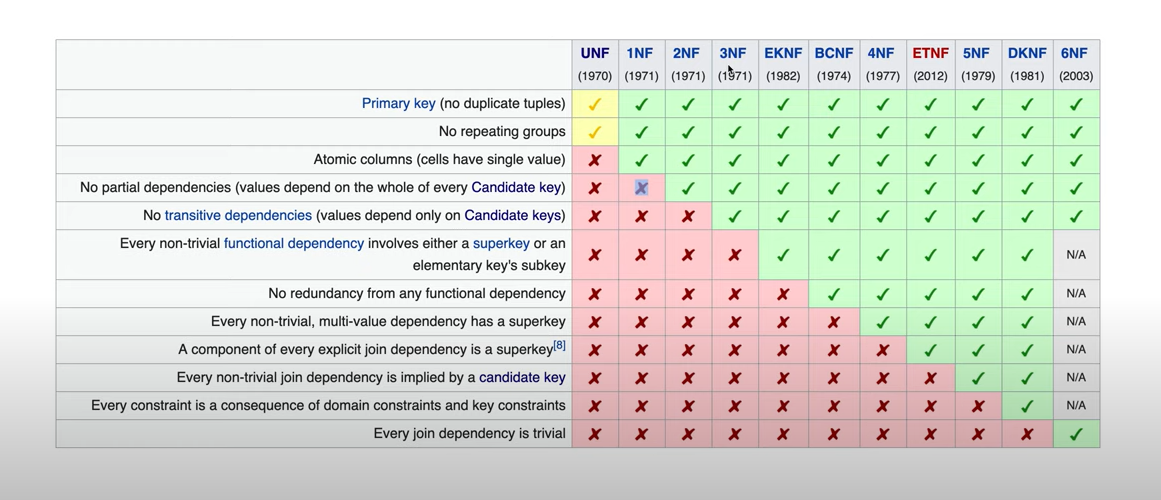 UNF 1NF 2NF 3NF EKNF BCNF 4NF ETNF 5NF DKNF 6NF
(1970) (1971) (1971) (1971) (1982) (1974) (1977) (2012) (1979) (1981) (2003)
Primary key (no duplicate tuples) ✓ ✓ ✓ ✓ ✓ ✓ ✓ ✓ ✓ ✓ ✓
No repeating groups ✓ ✓ ✓ ✓ ✓ ✓ ✓ ✓ ✓ ✓ ✓
Atomic columns (cells have single value) ✗ ✓ ✓ ✓ ✓ ✓ ✓ ✓ ✓ ✓ ✓
No partial dependencies (values depend on the whole of every Candidate key) ✗ ✗ ✓ ✓ ✓ ✓ ✓ ✓ ✓ ✓ ✓
No transitive dependencies (values depend only on Candidate keys) ✗ ✗ ✗ ✓ ✓ ✓ ✓ ✓ ✓ ✓ ✓
Every non-trivial functional dependency involves either a superkey or an
elementary key's subkey ✗ ✗ ✗ ✗ ✓ ✓ ✓ ✓ ✓ ✓ N/A
No redundancy from any functional dependency ✗ ✗ ✗ ✗ ✗ ✓ ✓ ✓ ✓ ✓ N/A
Every non-trivial, multi-value dependency has a superkey ✗ ✗ ✗ ✗ ✗ ✗ ✓ ✓ ✓ ✓ N/A
A component of every explicit join dependency is a superkey[8] ✗ ✗ ✗ ✗ ✗ ✗ ✗ ✓ ✓ ✓ N/A
Every non-trivial join dependency is implied by a candidate key ✗ ✗ ✗ ✗ ✗ ✗ ✗ ✗ ✓ ✓ N/A
Every constraint is a consequence of domain constraints and key constraints ✗ ✗ ✗ ✗ ✗ ✗ ✗ ✗ ✗ ✓ N/A
Every join dependency is trivial ✗ ✗ ✗ ✗ ✗ ✗ ✗ ✗ ✗ ✗ ✓